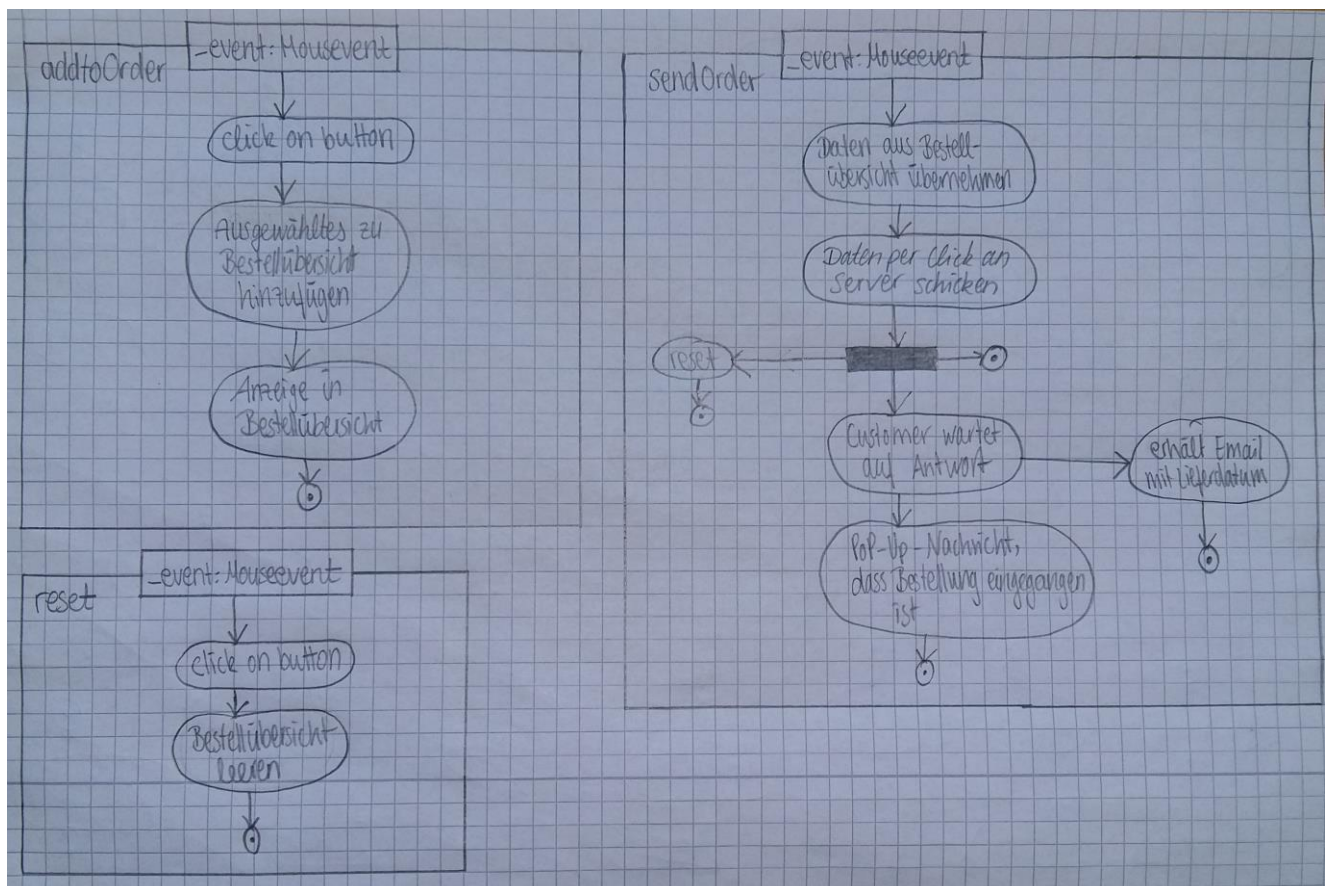 addtoOrder
_event: Mousevent
click on button
Ausgewähltes zu
Bestellübersicht
hinzufügen
Anzeige in
Bestellübersicht
reset
_event: Mouseevent
click on button
Bestellübersicht
leeren
sendOrder
_event: Mouseevent
Daten aus Bestell-
übersicht übernehmen
Daten per Click an
Server schicken
reset
Customer wartet
auf Antwort
erhält Email
mit Lieferdatum
PoP-Up-Nachricht,
dass Bestellung eingegangen
ist